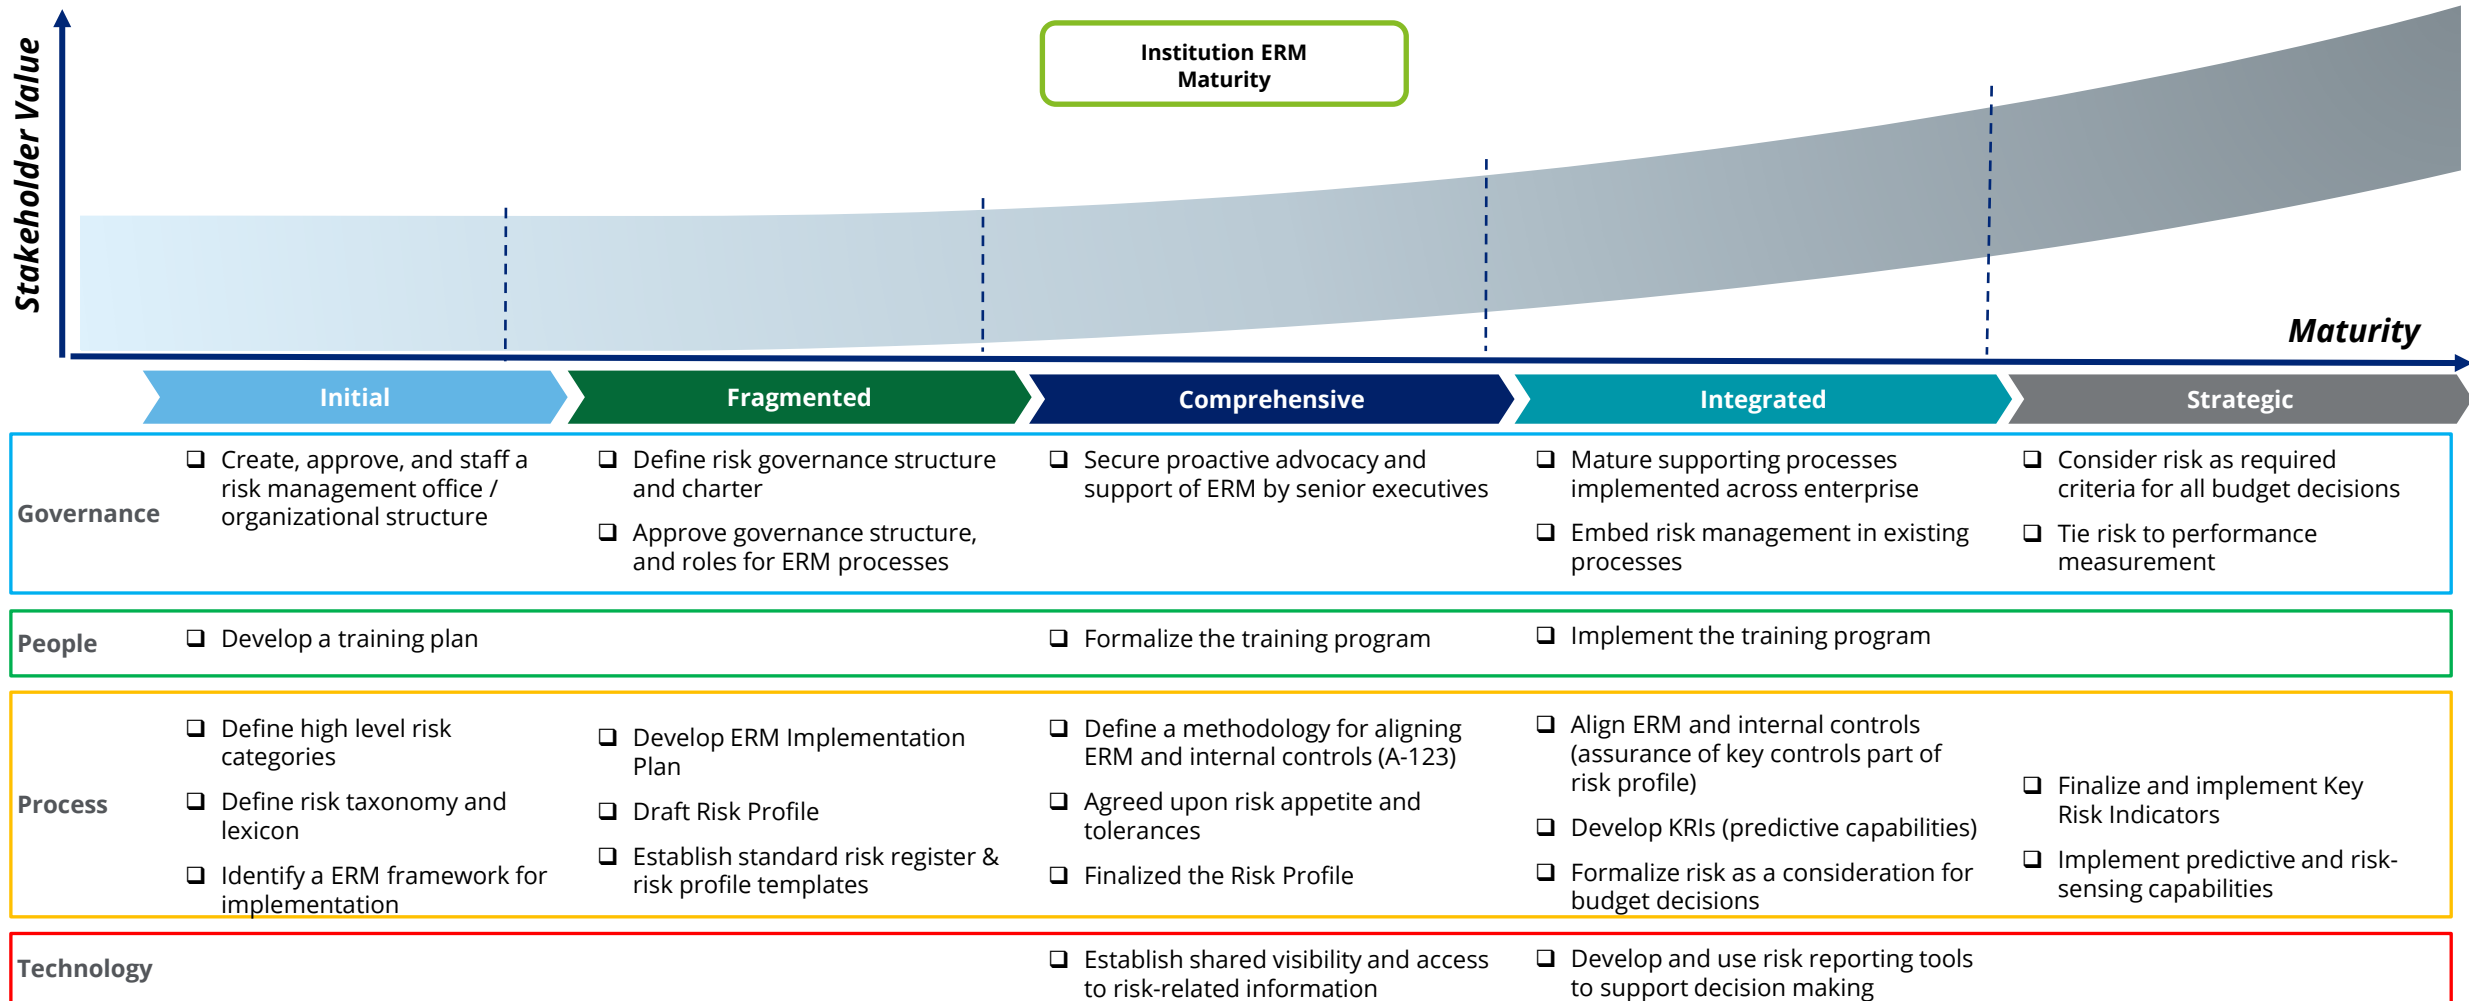 Stakeholder Value
Institution ERM
Maturity
Maturity
Initial
Fragmented
Comprehensive
Integrated
Strategic
Governance
❑ Create, approve, and staff a
risk management office /
organizational structure
❑ Define risk governance structure
and charter
❑ Approve governance structure,
and roles for ERM processes
❑ Secure proactive advocacy and
support of ERM by senior executives
❑ Mature supporting processes
implemented across enterprise
❑ Embed risk management in existing
processes
❑ Consider risk as required
criteria for all budget decisions
❑ Tie risk to performance
measurement
People
❑ Develop a training plan
❑ Formalize the training program
❑ Implement the training program
Process
❑ Define high level risk
categories
❑ Define risk taxonomy and
lexicon
❑ Identify a ERM framework for
implementation
❑ Develop ERM Implementation
Plan
❑ Draft Risk Profile
❑ Establish standard risk register &
risk profile templates
❑ Define a methodology for aligning
ERM and internal controls (A-123)
❑ Agreed upon risk appetite and
tolerances
❑ Finalized the Risk Profile
❑ Align ERM and internal controls
(assurance of key controls part of
risk profile)
❑ Develop KRIs (predictive capabilities)
❑ Formalize risk as a consideration for
budget decisions
❑ Finalize and implement Key
Risk Indicators
❑ Implement predictive and risk-
sensing capabilities
Technology
❑ Establish shared visibility and access
to risk-related information
❑ Develop and use risk reporting tools
to support decision making